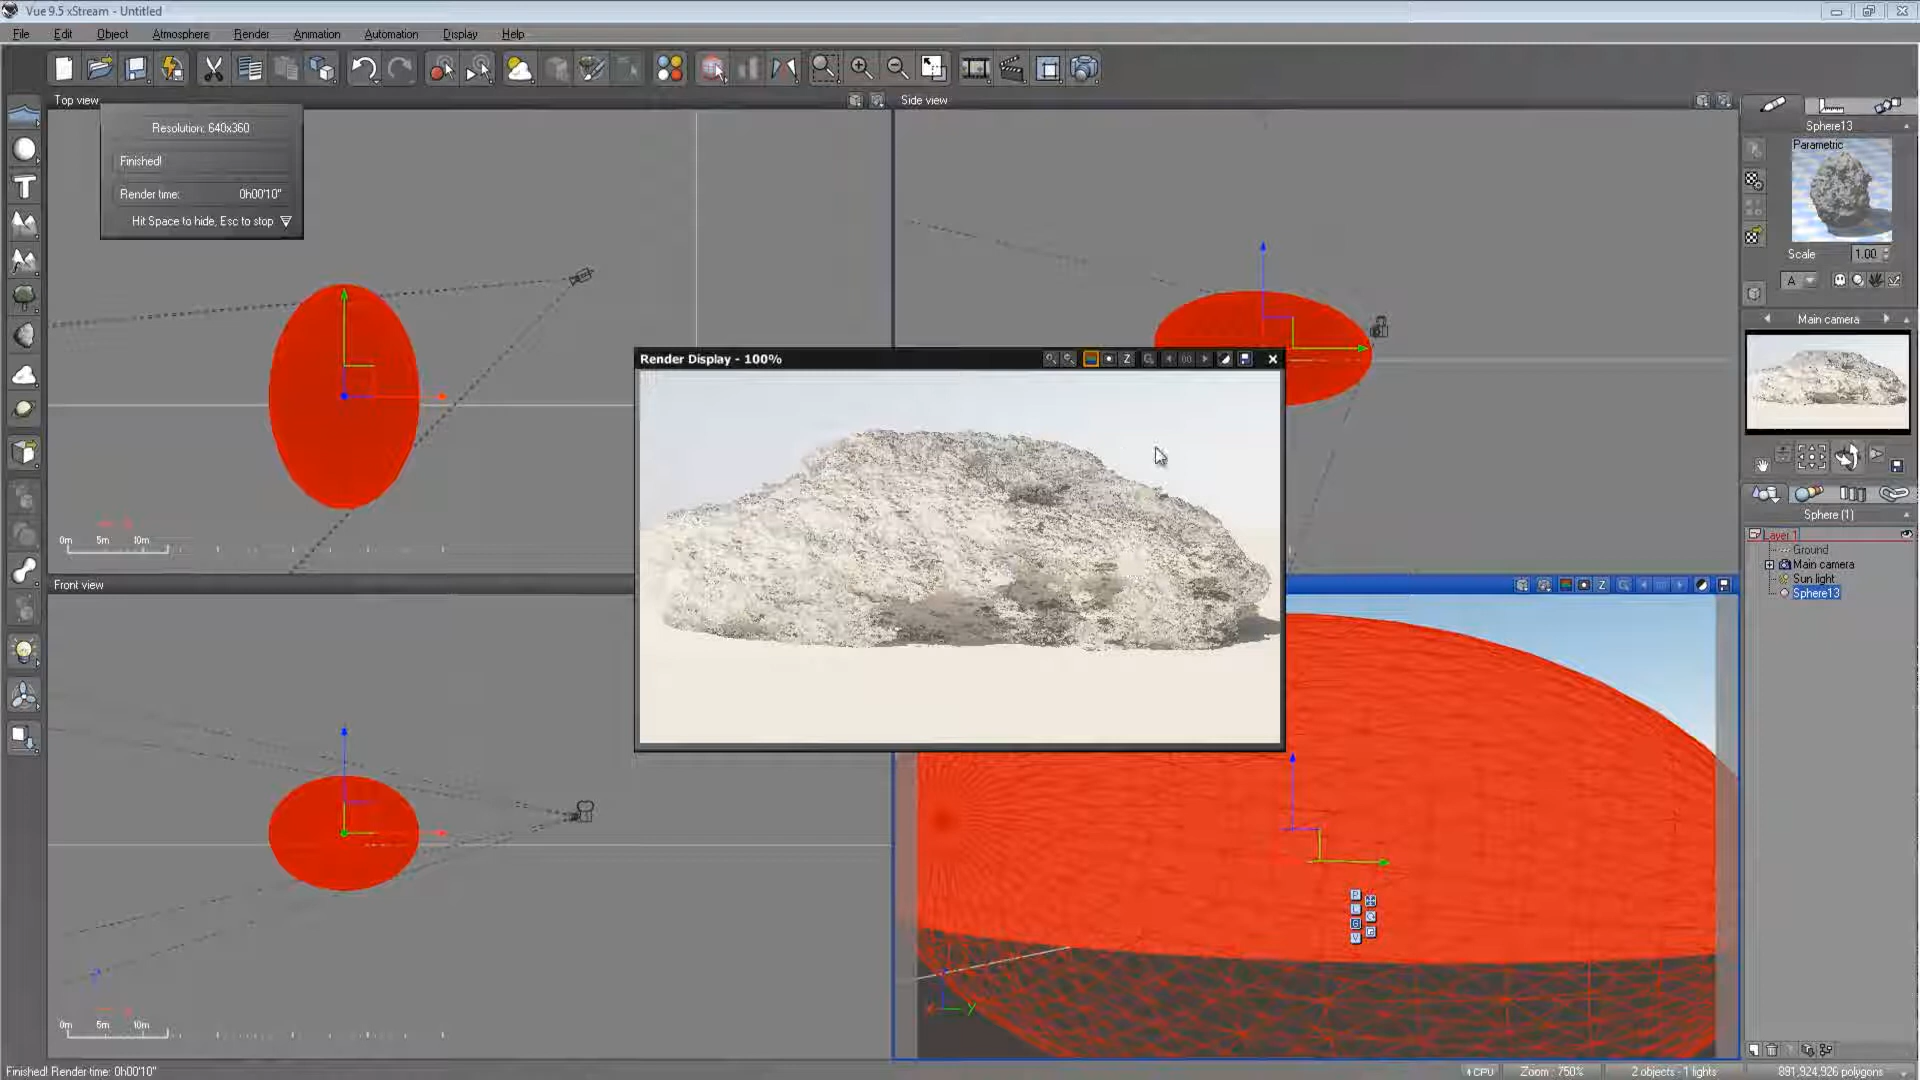 Vue 9.5 xStream - Untitled
File Edit Object Atmosphere Render Animation Automation Display Help
Top view
Side view
Resolution: 640x360
Finished!
Render time: 0h00'10"
Hit Space to hide, Esc to stop
0m 5m 10m
Front view
0m 5m 10m
Render Display - 100%
Z
Z
Y
Sphere13
Parametric
Scale 1.00
A
Main camera
Sphere (1)
Layer 1
Ground
Main camera
Sun light
Sphere13
Finished! Render time: 0h00'10"
CPU
Zoom : 750%
2 objects - 1 lights
891,924,926 polygons